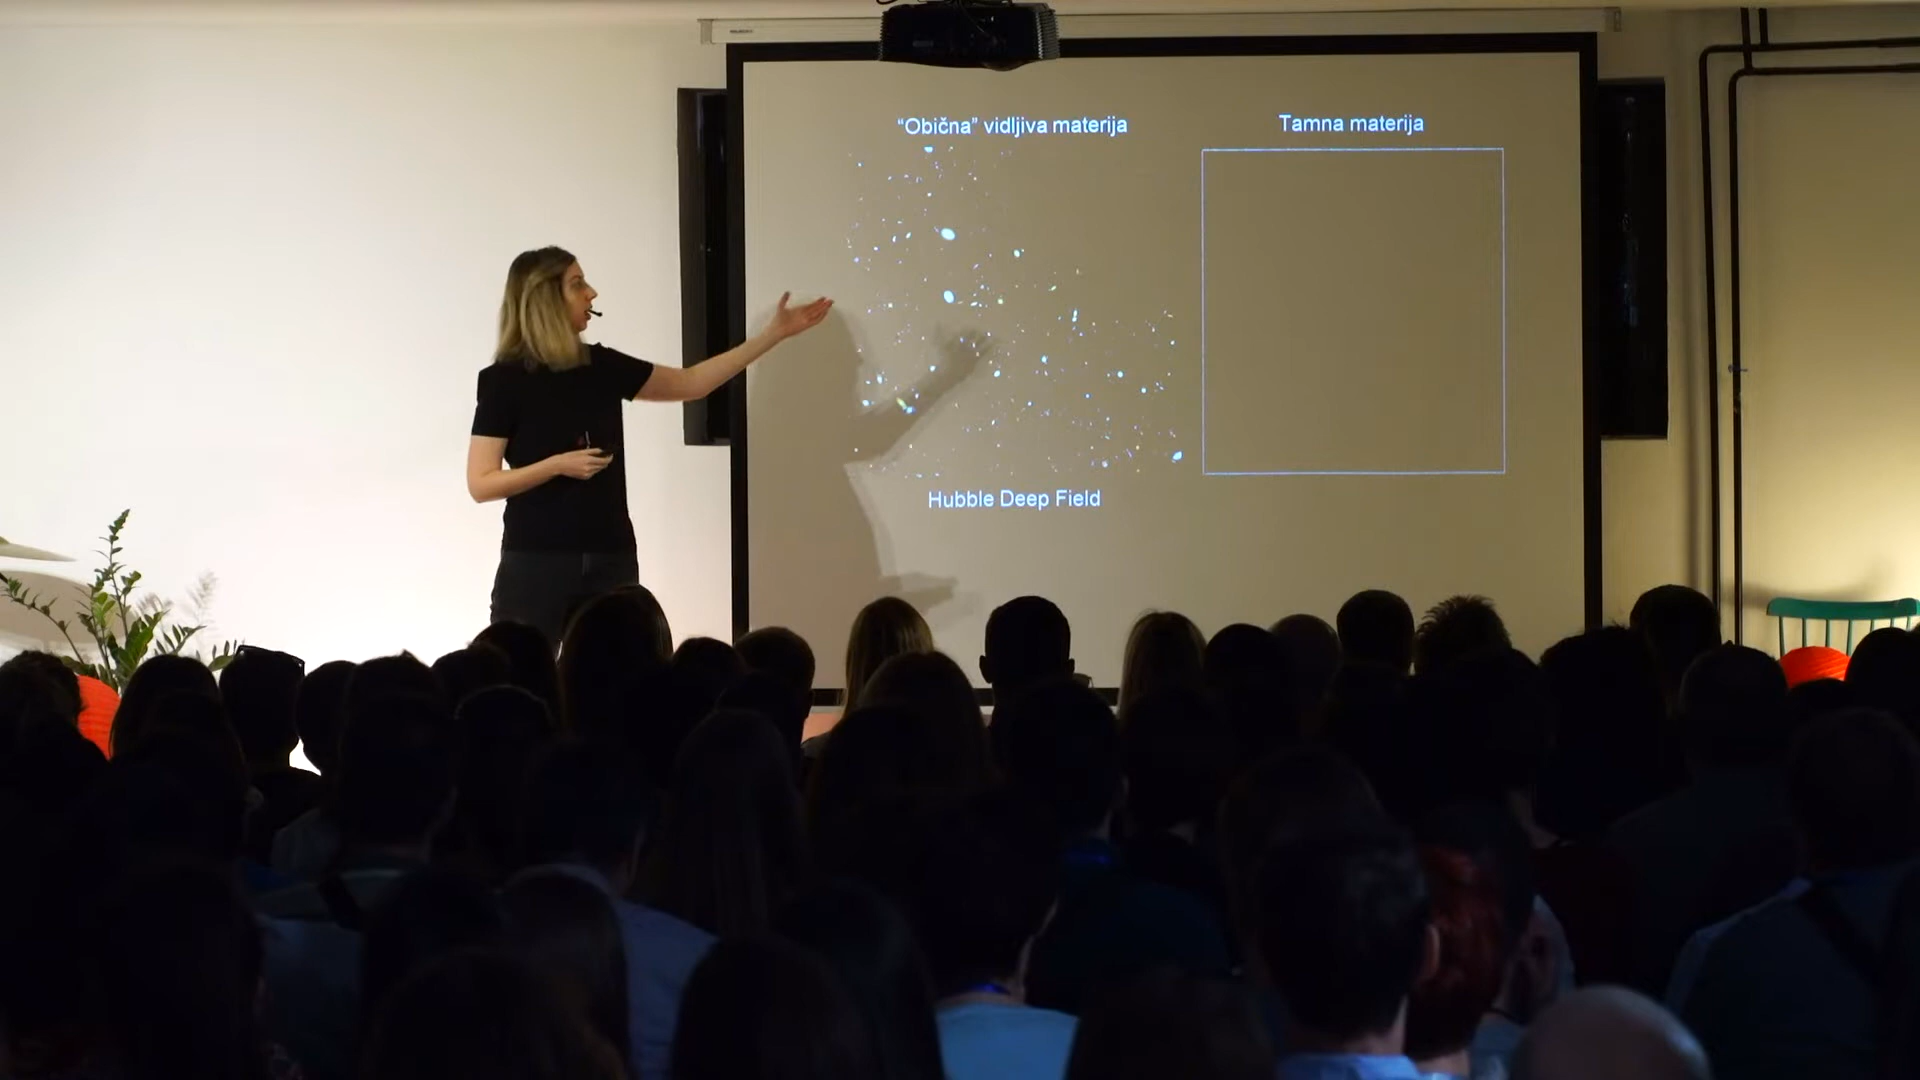 “Obična” vidljiva materija
Tamna materija
Hubble Deep Field